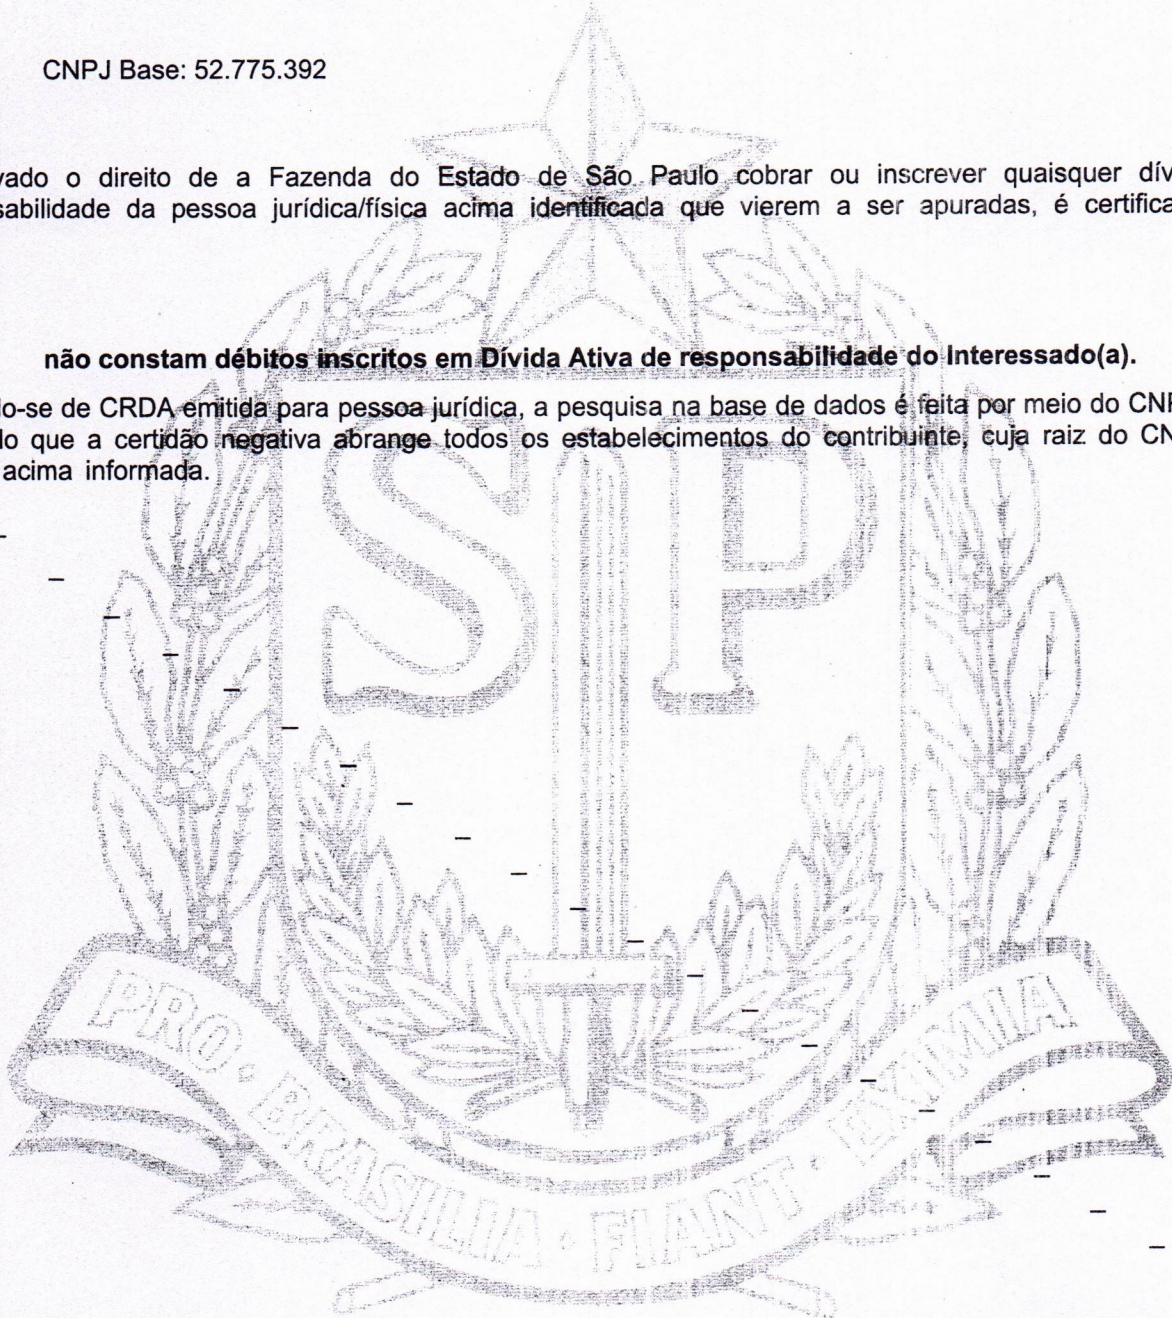 CNPJ Base: 52.775.392
vado o direito de a Fazenda do Estado de São Paulo cobrar ou inscrever quaisquer dív
sabilidade da pessoa jurídica/física acima identificada que vierem a ser apuradas, é certifica
não constam débitos inscritos em Dívida Ativa de responsabilidade do Interessado(a).
do-se de CRDA emitida para pessoa jurídica, a pesquisa na base de dados é feita por meio do CNP
do que a certidão negativa abrange todos os estabelecimentos do contribuinte, cuja raiz do CN
acima informada.
SP
PRO · BRASILIA · FIANT · EXIMIA